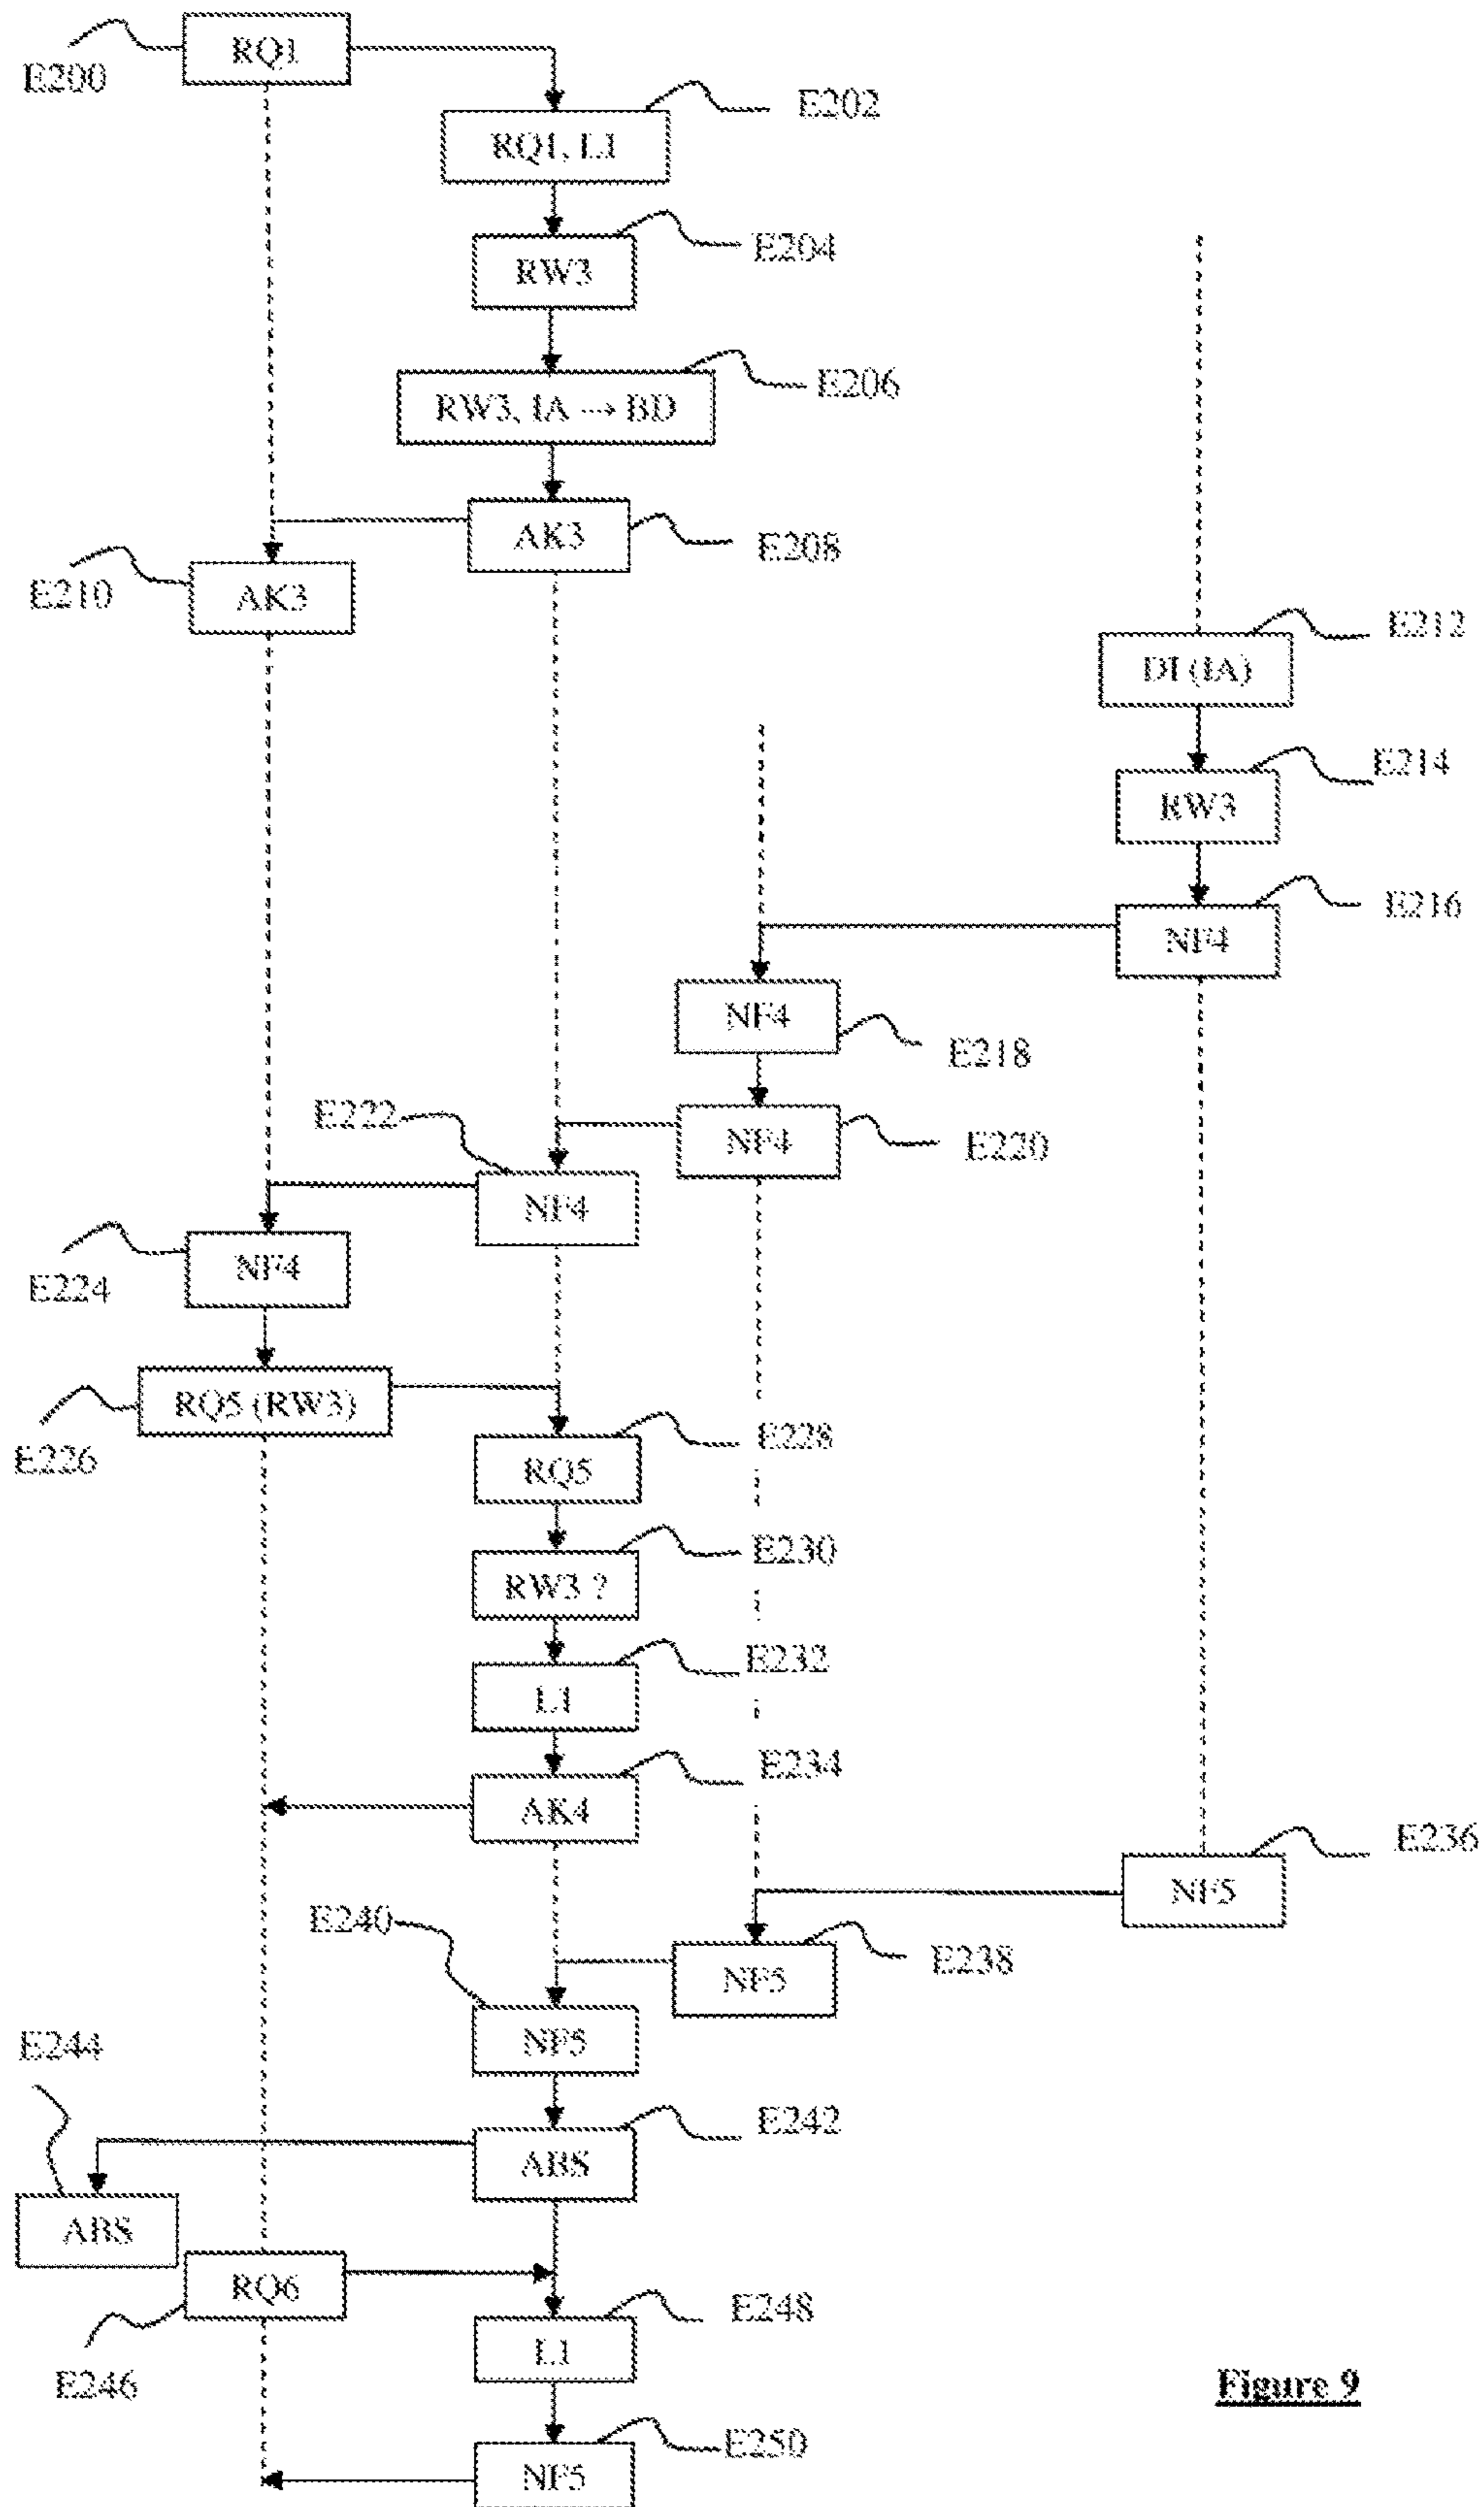 RQ1
E200
E202
RQ1, L1
E204
RW3
E206
RW3, IA → BD
AK3
E208
E210
AK3
E212
DI (IA)
E214
RW3
E216
NF4
NF4
E218
E222
NF4
E220
NF4
NF4
E224
RQ5 (RW3)
E226
E228
RQ5
E230
RW3 ?
E232
L1
E234
AK4
E236
NF5
E240
E238
NF5
NF5
E244
E242
ABS
ABS
RQ6
E248
E246
L1
Figure 9
E250
NF5